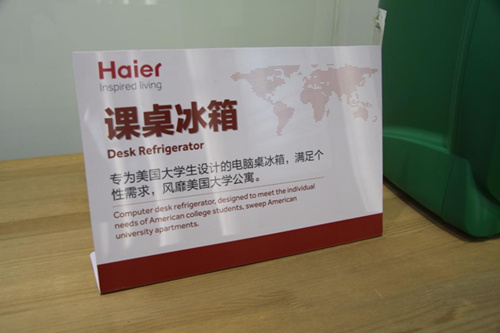 Haier
Inspired living
课桌冰箱
Desk Refrigerator
专为美国大学生设计的电脑桌冰箱，满足个
性需求，风靡美国大学公寓。
Computer desk refrigerator, designed to meet the individual
needs of American college students, sweep American
university apartments.